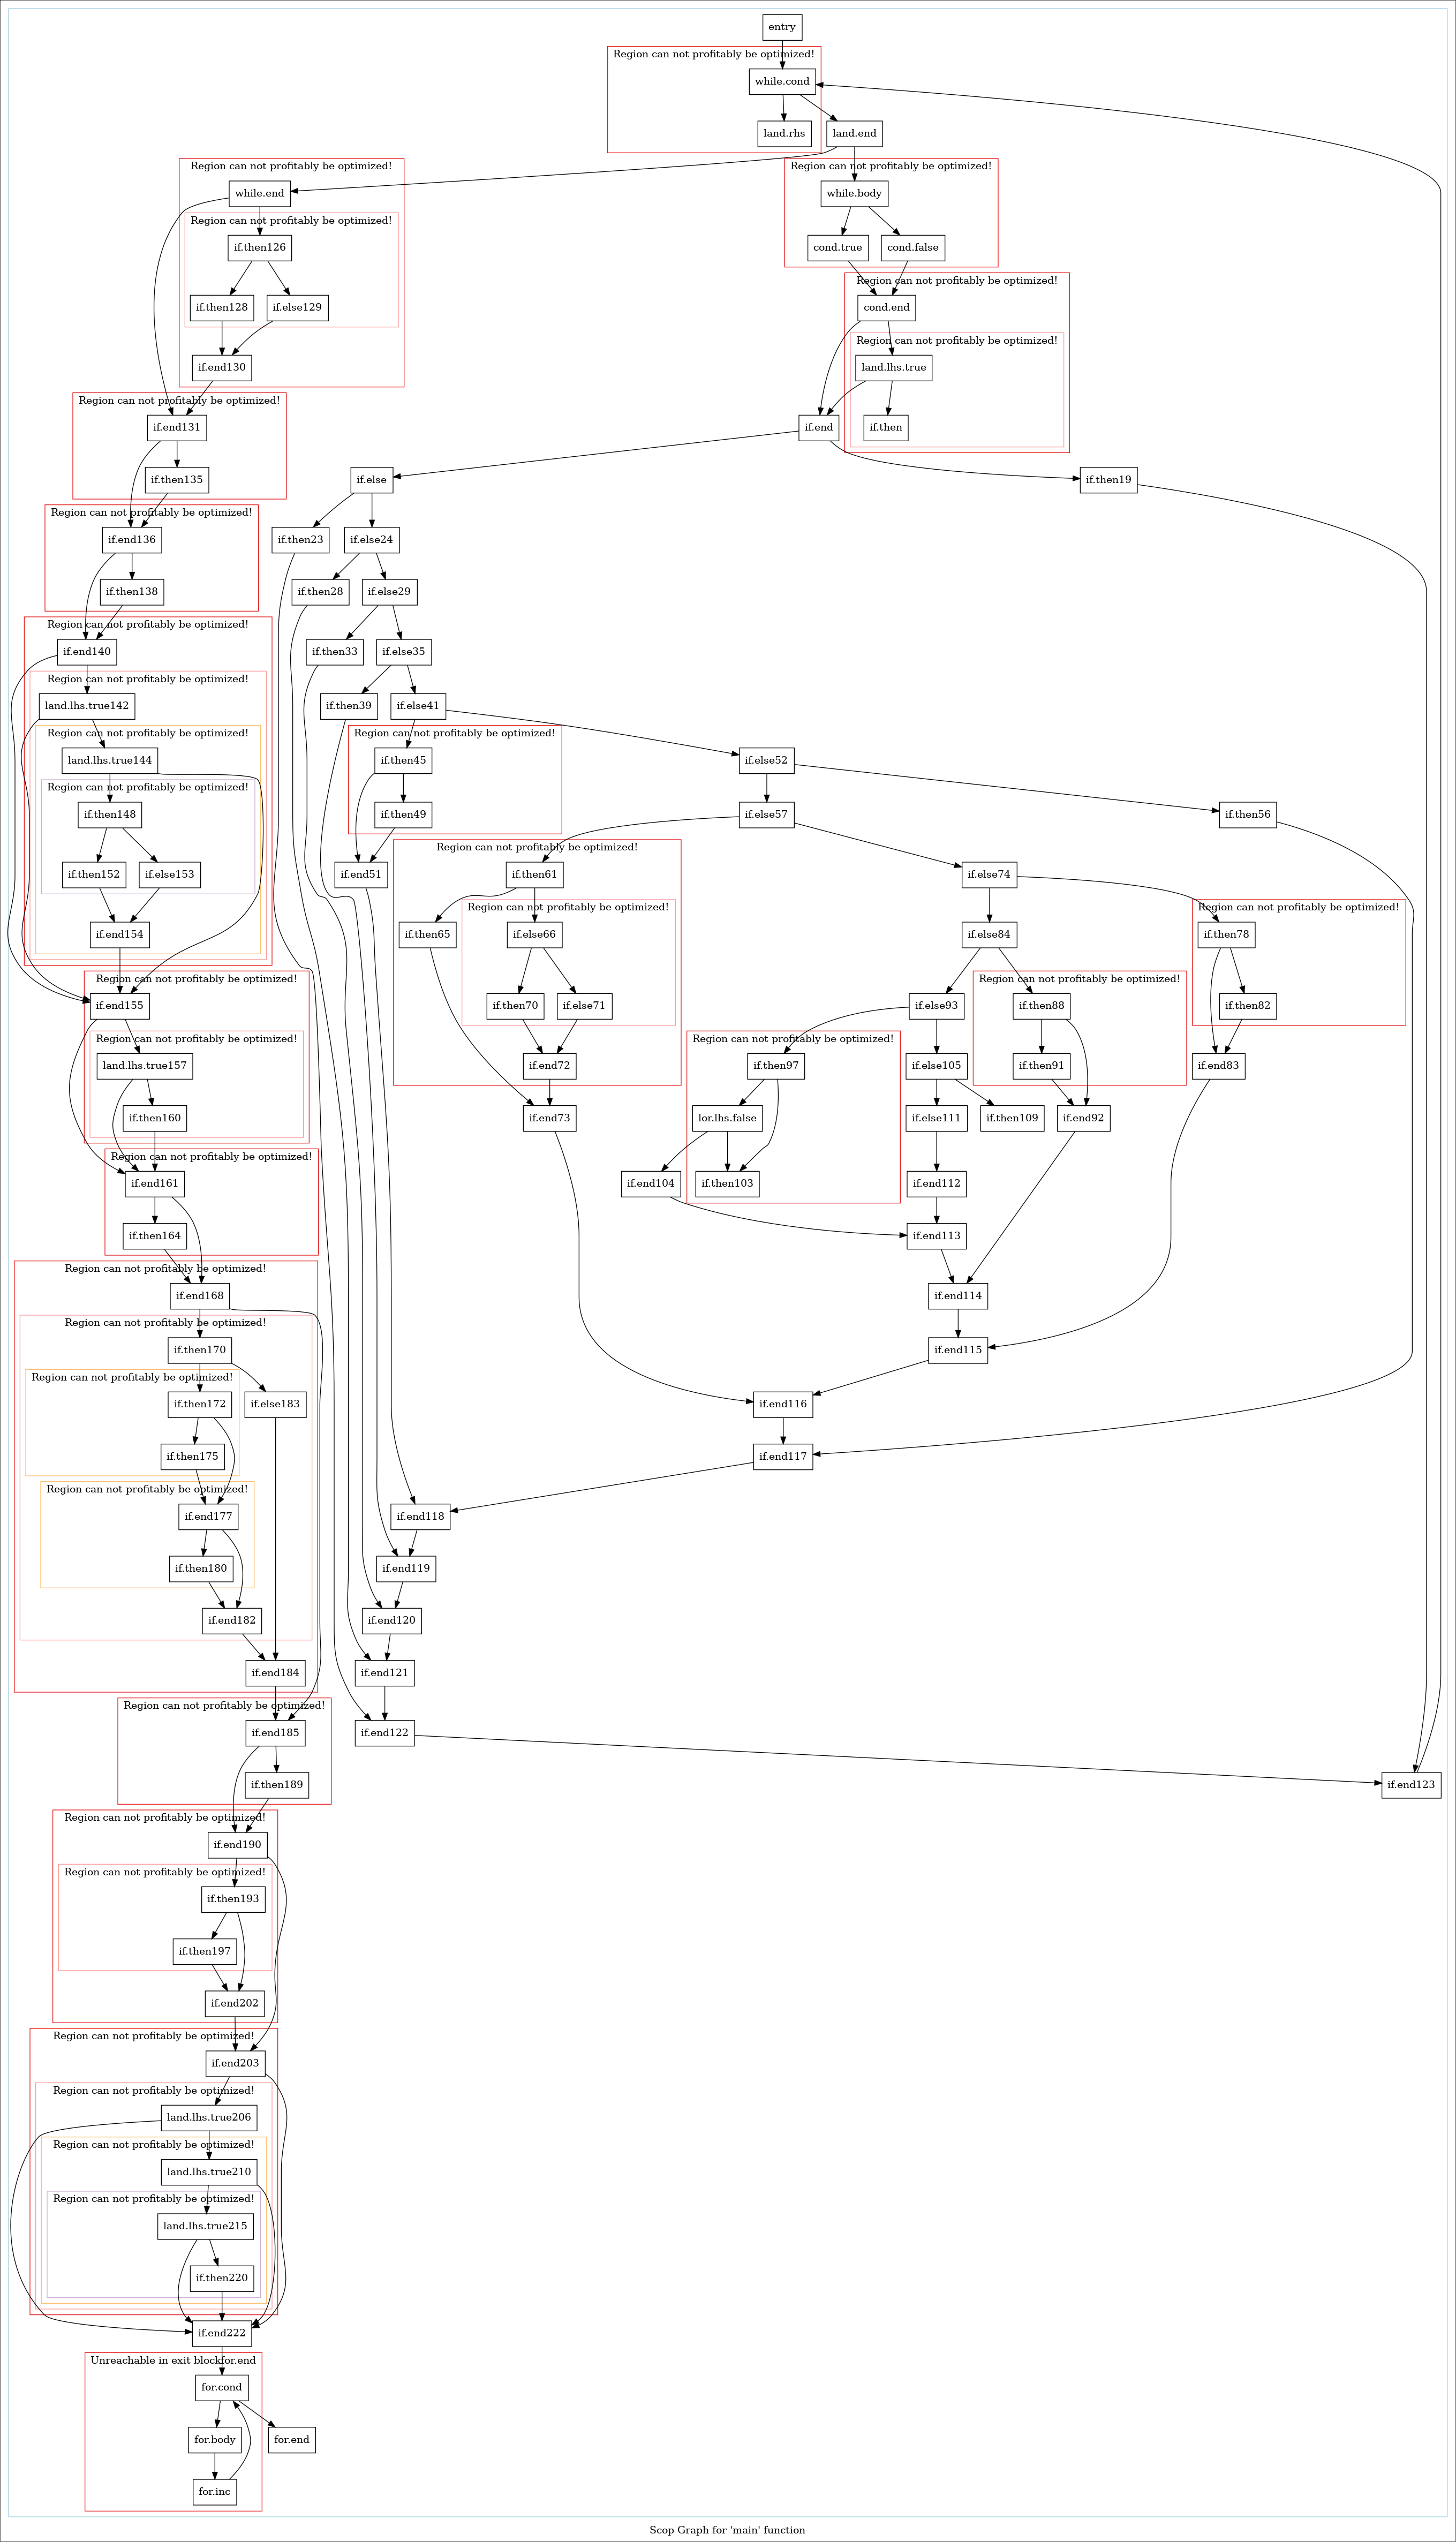 entry
Region can not profitably be optimized!
while.cond
land.rhs
land.end
Region can not profitably be optimized!
while.end
Region can not profitably be optimized!
if.then126
if.then128
if.else129
if.end130
Region can not profitably be optimized!
while.body
cond.true
cond.false
Region can not profitably be optimized!
cond.end
Region can not profitably be optimized!
land.lhs.true
if.then
if.end
Region can not profitably be optimized!
if.end131
if.then135
if.else
if.then19
Region can not profitably be optimized!
if.end136
if.then138
if.then23
if.else24
if.then28
if.else29
if.then33
if.else35
if.then39
if.else41
Region can not profitably be optimized!
if.end140
Region can not profitably be optimized!
land.lhs.true142
Region can not profitably be optimized!
land.lhs.true144
Region can not profitably be optimized!
if.then148
if.then152
if.else153
if.end154
Region can not profitably be optimized!
if.then45
if.then49
if.end51
if.else52
if.else57
if.then56
Region can not profitably be optimized!
if.then61
if.then65
Region can not profitably be optimized!
if.else66
if.then70
if.else71
if.end72
if.end73
if.else74
if.else84
Region can not profitably be optimized!
if.then78
if.then82
if.end83
Region can not profitably be optimized!
if.then88
if.then91
if.end92
if.else93
Region can not profitably be optimized!
if.then97
lor.lhs.false
if.then103
if.end104
if.else105
if.else111
if.then109
if.end112
if.end113
if.end114
if.end115
if.end116
if.end117
if.end118
if.end119
if.end120
if.end121
if.end122
if.end123
Region can not profitably be optimized!
if.end155
Region can not profitably be optimized!
land.lhs.true157
if.then160
Region can not profitably be optimized!
if.end161
if.then164
Region can not profitably be optimized!
if.end168
Region can not profitably be optimized!
if.then170
Region can not profitably be optimized!
if.then172
if.else183
if.then175
Region can not profitably be optimized!
if.end177
if.then180
if.end182
if.end184
Region can not profitably be optimized!
if.end185
if.then189
Region can not profitably be optimized!
if.end190
Region can not profitably be optimized!
if.then193
if.then197
if.end202
Region can not profitably be optimized!
if.end203
Region can not profitably be optimized!
land.lhs.true206
Region can not profitably be optimized!
land.lhs.true210
Region can not profitably be optimized!
land.lhs.true215
if.then220
if.end222
Unreachable in exit blockfor.end
for.cond
for.body
for.end
for.inc
Scop Graph for 'main' function